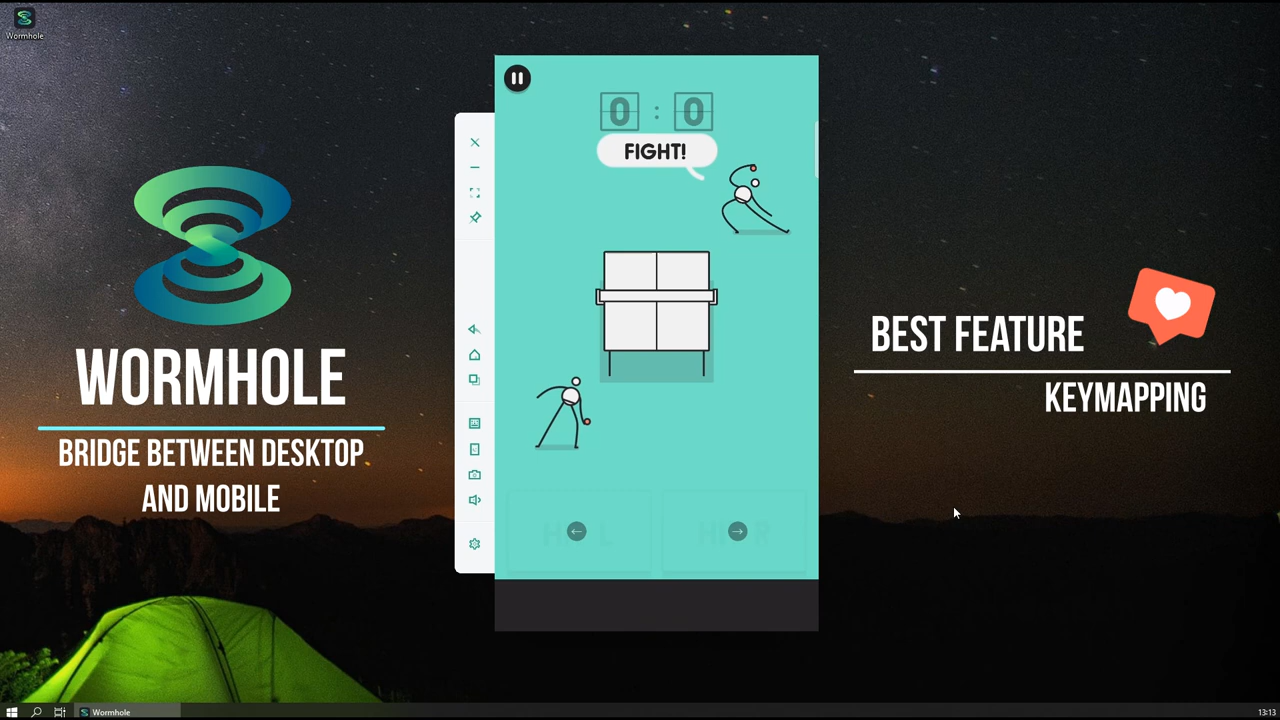 Wormhole
0 : 0
FIGHT!
WORMHOLE
BRIDGE BETWEEN DESKTOP
AND MOBILE
BEST FEATURE
KEYMAPPING
← →
Wormhole
13:13